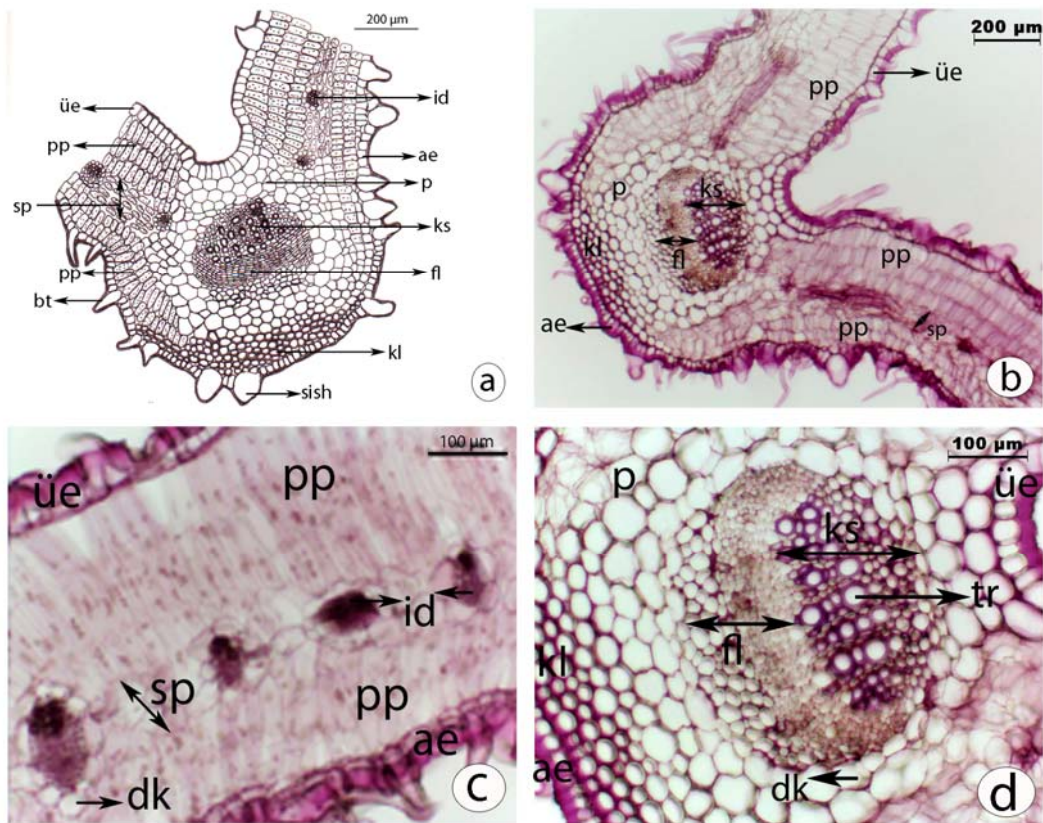 200 µm
id
üe
pp
ae
p
sp
ks
fl
pp
bt
kl
sish
a
200 µm
üe
pp
p
ks
kl
fl
pp
ae
pp
sp
b
100 µm
üe
pp
id
sp
pp
ae
dk
c
100 µm
p
üe
ks
tr
fl
kl
ae
dk
d